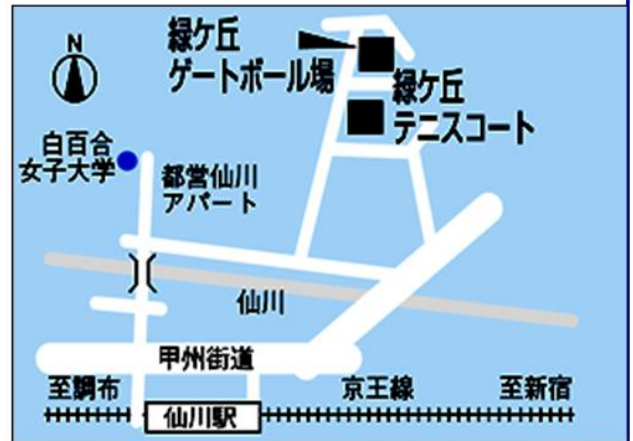 N
緑ケ丘
ゲートボール場
緑ケ丘
テニスコート
白百合
女子大学
都営仙川
アパート
仙川
甲州街道
至調布
京王線
至新宿
仙川駅